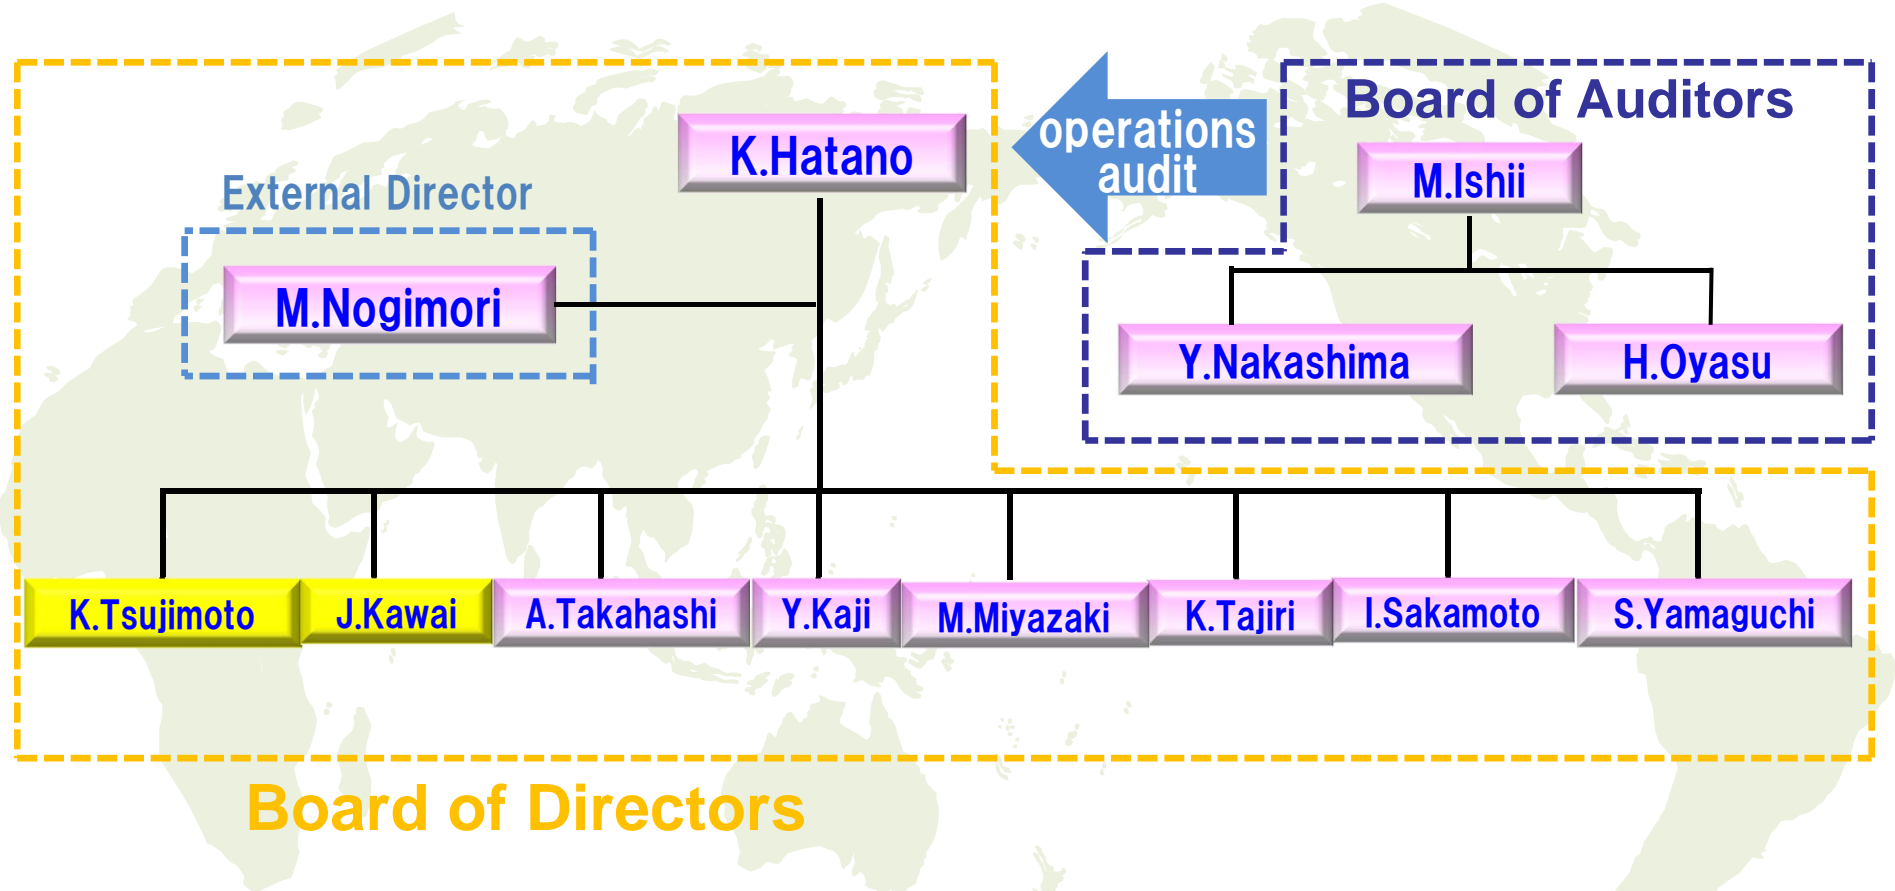 Board of Auditors
operations
audit
K.Hatano
M.Ishii
External Director
M.Nogimori
Y.Nakashima
H.Oyasu
K.Tsujimoto
J.Kawai
A.Takahashi
Y.Kaji
M.Miyazaki
K.Tajiri
I.Sakamoto
S.Yamaguchi
Board of Directors